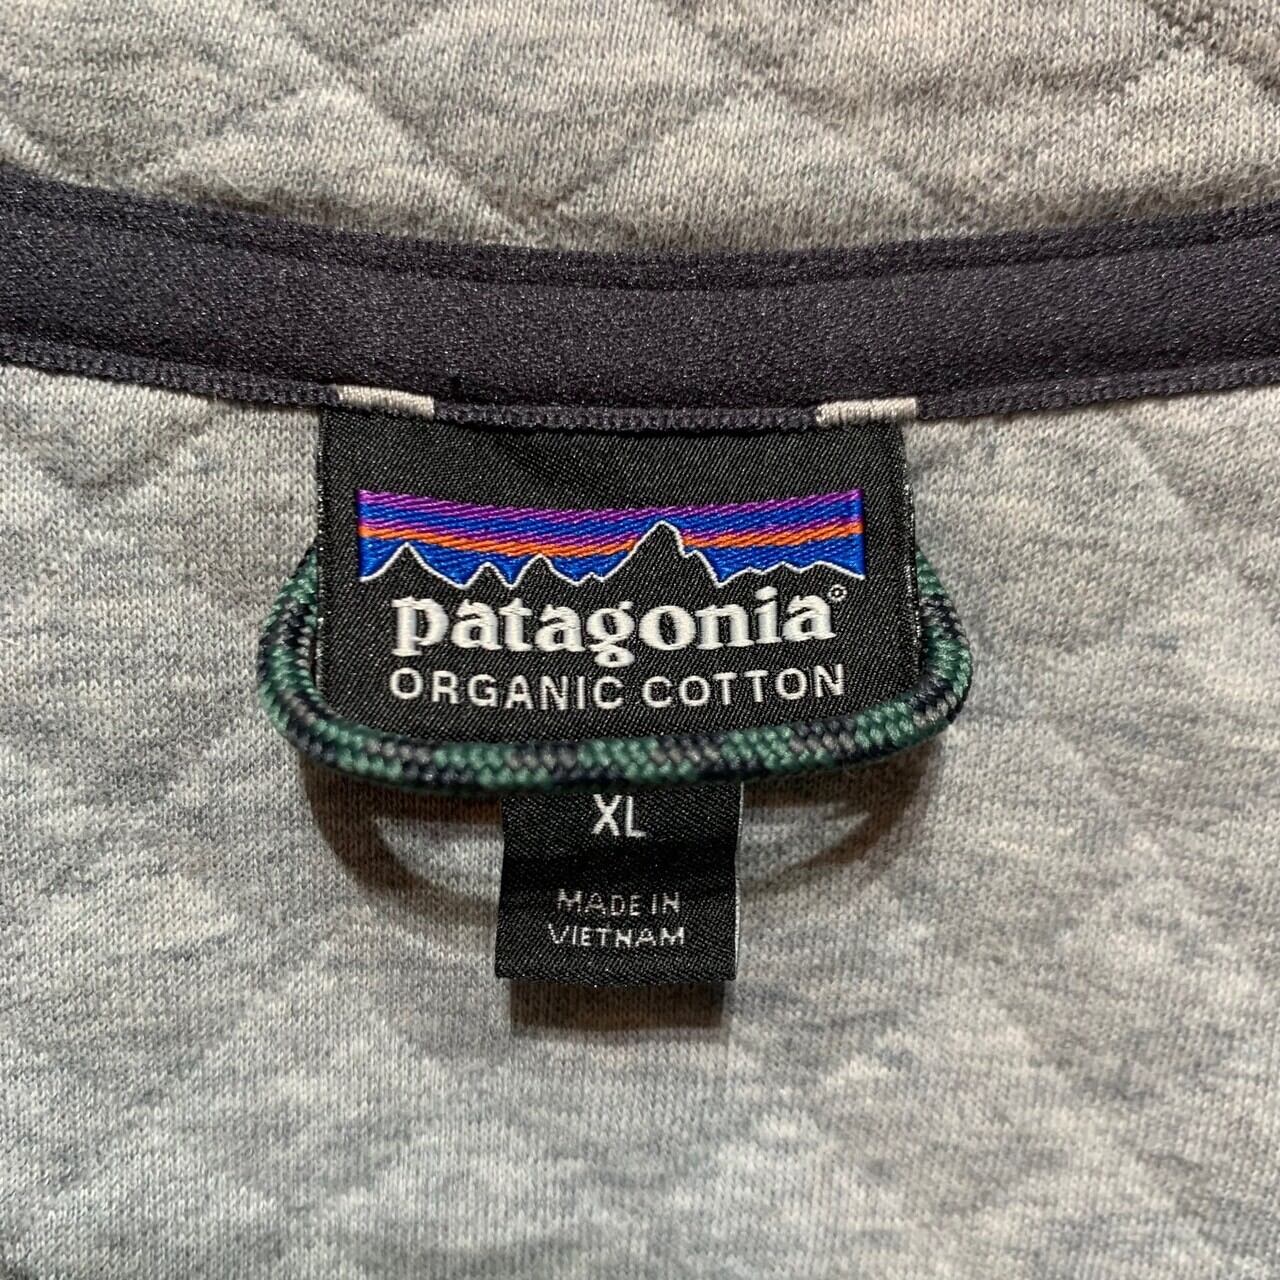 patagonia®
ORGANIC COTTON
XL
MADE IN
VIETNAM